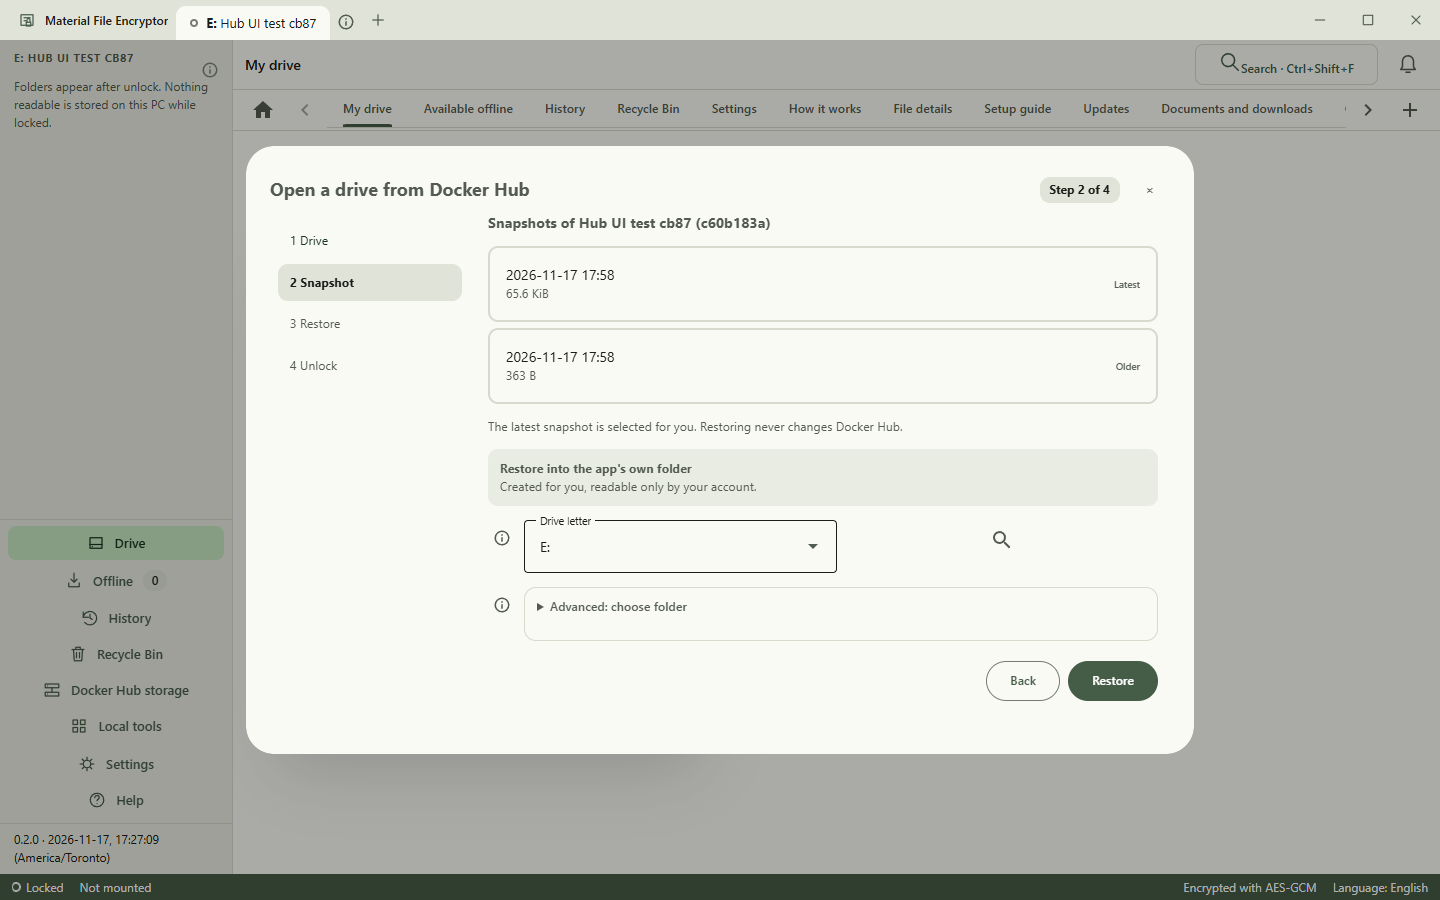 Material File Encryptor
E: Hub UI test cb87
E: HUB UI TEST CB87
Folders appear after unlock. Nothing
readable is stored on this PC while
locked.
My drive
Search · Ctrl+Shift+F
My drive
Available offline
History
Recycle Bin
Settings
How it works
File details
Setup guide
Updates
Documents and downloads
Open a drive from Docker Hub
Step 2 of 4
×
1 Drive
2 Snapshot
3 Restore
4 Unlock
Snapshots of Hub UI test cb87 (c60b183a)
2026-11-17 17:58
65.6 KiB
Latest
2026-11-17 17:58
363 B
Older
The latest snapshot is selected for you. Restoring never changes Docker Hub.
Restore into the app's own folder
Created for you, readable only by your account.
Drive letter
E:
Advanced: choose folder
Back
Restore
Drive
Offline 0
History
Recycle Bin
Docker Hub storage
Local tools
Settings
Help
0.2.0 · 2026-11-17, 17:27:09
(America/Toronto)
Locked
Not mounted
Encrypted with AES-GCM
Language: English